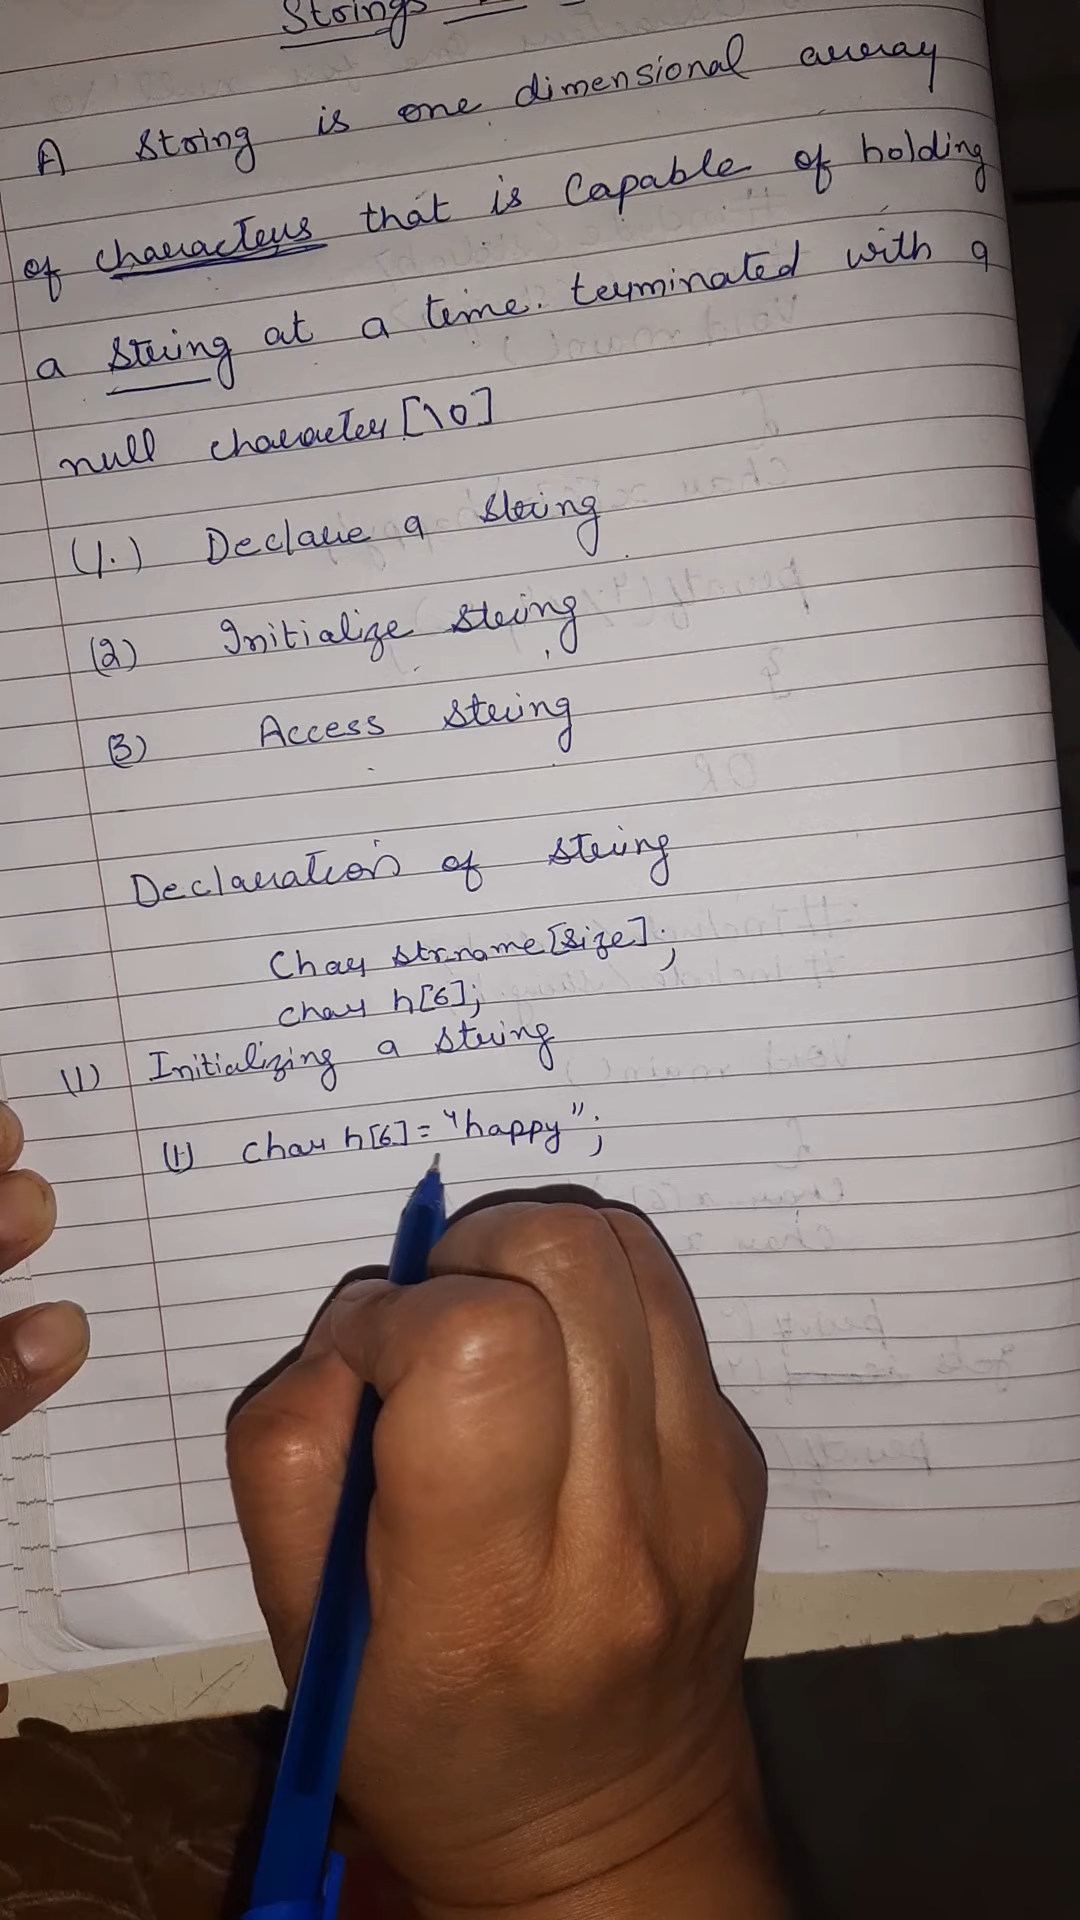 Strings
A string is one dimensional array
of characters that is capable of holding
a string at a time. terminated with a
null character [\0]
(1.) Declare a string
(2) Initialize string
(3) Access string
Declaration of string
Char strname[size];
char h[6];
(1) Initializing a string
(1) char h[6] = "happy";